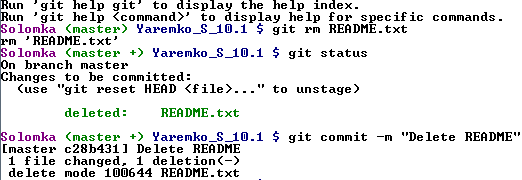 Run 'git help git' to display the help index.
Run 'git help <command>' to display help for specific commands.
Solomka (master) Yaremko_S_10.1 $ git rm README.txt
rm 'README.txt'
Solomka (master +) Yaremko_S_10.1 $ git status
On branch master
Changes to be committed:
  (use "git reset HEAD <file>..." to unstage)

        deleted:    README.txt

Solomka (master +) Yaremko_S_10.1 $ git commit -m "Delete README"
[master c28b431] Delete README
 1 file changed, 1 deletion(-)
 delete mode 100644 README.txt